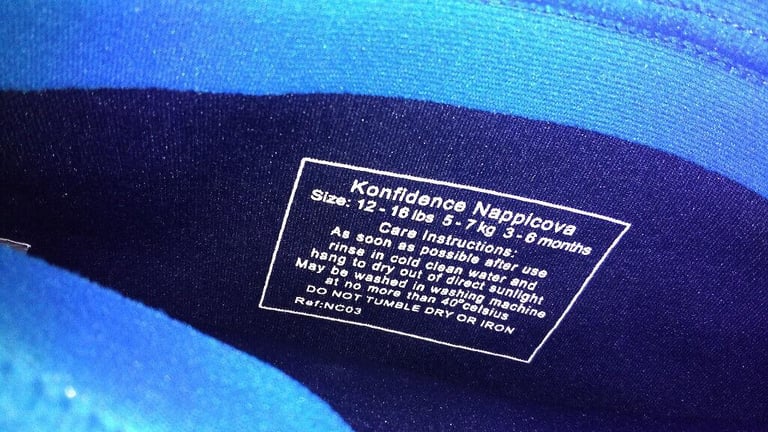 Konfidence Nappicova
Size: 12 - 16 lbs 5 - 7 kg 3 - 6 months
Care Instructions:
As soon as possible after use
rinse in cold clean water and
hang to dry out of direct sunlight
May be washed in washing machine
at no more than 40°celsius
DO NOT TUMBLE DRY OR IRON
Ref:NC03